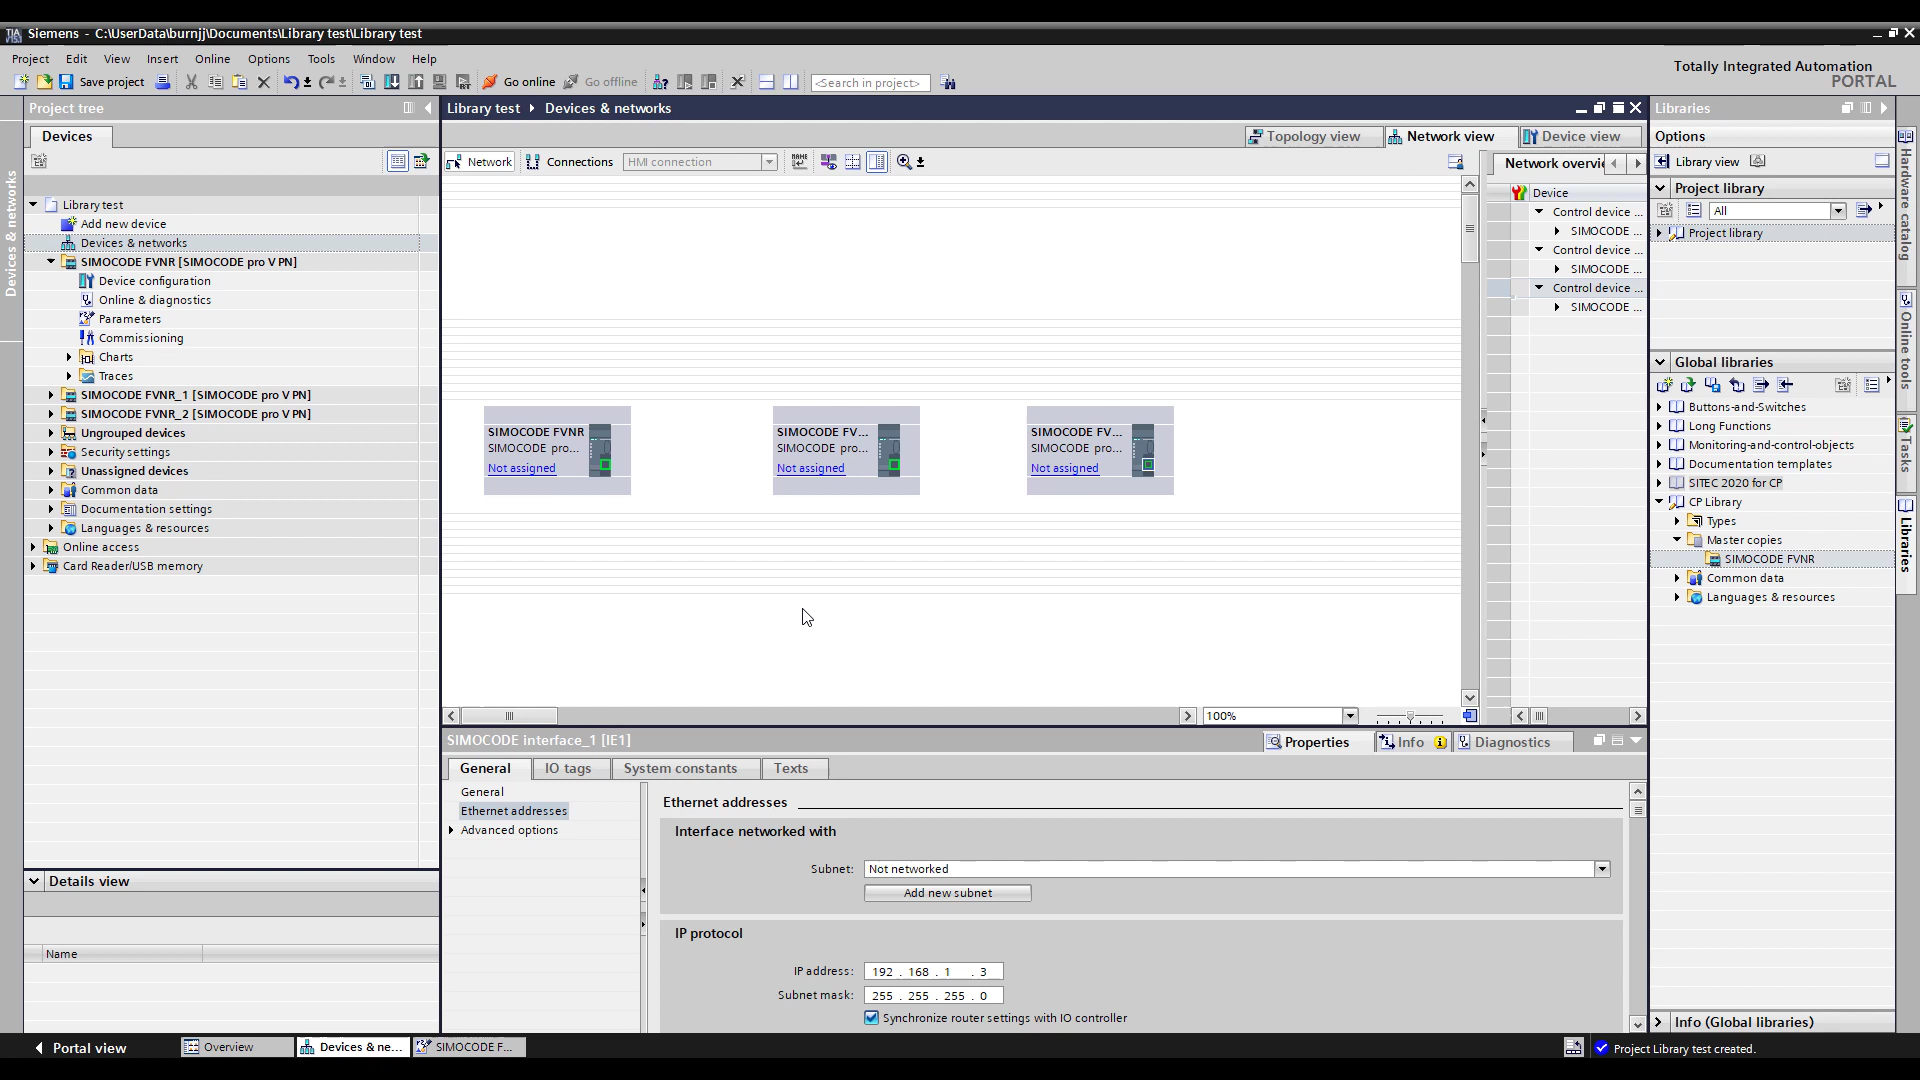 Siemens - C:\UserData\burnjj\Documents\Library test\Library test
Project Edit View Insert Online Options Tools Window Help
Totally Integrated Automation
PORTAL
Save project
Go online
Go offline
<Search in project>
Project tree
Library test
Devices & networks
Libraries
Devices
Topology view
Network view
Device view
Options
Network
Connections
HMI connection
Library view
Project library
All
Project library
Devices & networks
Library test
Add new device
Devices & networks
SIMOCODE FVNR [SIMOCODE pro V PN]
Device configuration
Online & diagnostics
Parameters
Commissioning
Charts
Traces
SIMOCODE FVNR_1 [SIMOCODE pro V PN]
SIMOCODE FVNR_2 [SIMOCODE pro V PN]
Ungrouped devices
Security settings
Unassigned devices
Common data
Documentation settings
Languages & resources
Online access
Card Reader/USB memory
Details view
Name
SIMOCODE FVNR
SIMOCODE pro...
Not assigned
SIMOCODE FV...
SIMOCODE pro...
Not assigned
SIMOCODE FV...
SIMOCODE pro...
Not assigned
100%
Device
Control device ...
SIMOCODE ...
Control device ...
SIMOCODE ...
Control device ...
SIMOCODE ...
Global libraries
Buttons-and-Switches
Long Functions
Monitoring-and-control-objects
Documentation templates
SITEC 2020 for CP
CP Library
Types
Master copies
SIMOCODE FVNR
Common data
Languages & resources
Info (Global libraries)
Hardware catalog
Online tools
Tasks
Libraries
SIMOCODE interface_1 [IE1]
Properties
Info
Diagnostics
General
IO tags
System constants
Texts
General
Ethernet addresses
Advanced options
Ethernet addresses
Interface networked with
Subnet:
Not networked
Add new subnet
IP protocol
IP address:
192 . 168 . 1 . 3
Subnet mask:
255 . 255 . 255 . 0
Synchronize router settings with IO controller
Portal view
Overview
Devices & ne...
SIMOCODE F...
Project Library test created.